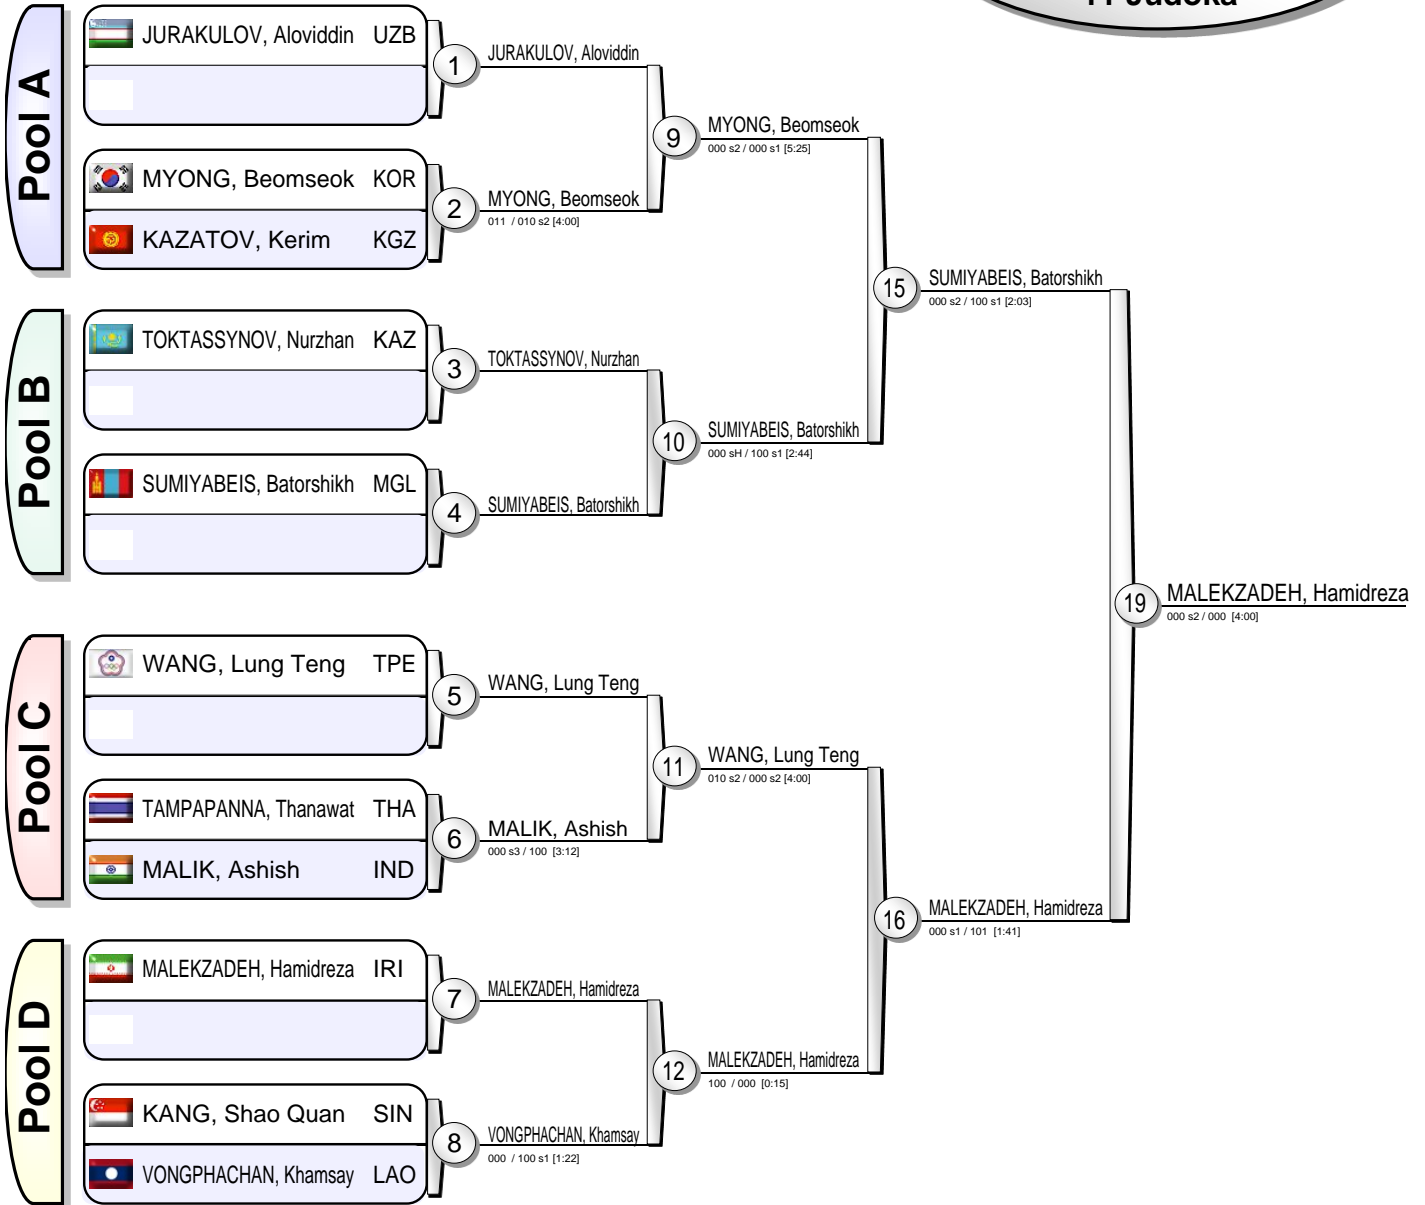 11 Judoka
Pool A
JURAKULOV, Aloviddin UZB
MYONG, Beomseok KOR
KAZATOV, Kerim KGZ
1
JURAKULOV, Aloviddin
2
MYONG, Beomseok
011 / 010 s2 [4:00]
9
MYONG, Beomseok
000 s2 / 000 s1 [5:25]
Pool B
TOKTASSYNOV, Nurzhan KAZ
SUMIYABEIS, Batorshikh MGL
3
TOKTASSYNOV, Nurzhan
4
SUMIYABEIS, Batorshikh
10
SUMIYABEIS, Batorshikh
000 sH / 100 s1 [2:44]
15
SUMIYABEIS, Batorshikh
000 s2 / 100 s1 [2:03]
Pool C
WANG, Lung Teng TPE
TAMPAPANNA, Thanawat THA
MALIK, Ashish IND
5
WANG, Lung Teng
6
MALIK, Ashish
000 s3 / 100 [3:12]
11
WANG, Lung Teng
010 s2 / 000 s2 [4:00]
Pool D
MALEKZADEH, Hamidreza IRI
KANG, Shao Quan SIN
VONGPHACHAN, Khamsay LAO
7
MALEKZADEH, Hamidreza
8
VONGPHACHAN, Khamsay
000 / 100 s1 [1:22]
12
MALEKZADEH, Hamidreza
100 / 000 [0:15]
16
MALEKZADEH, Hamidreza
000 s1 / 101 [1:41]
19
MALEKZADEH, Hamidreza
000 s2 / 000 [4:00]